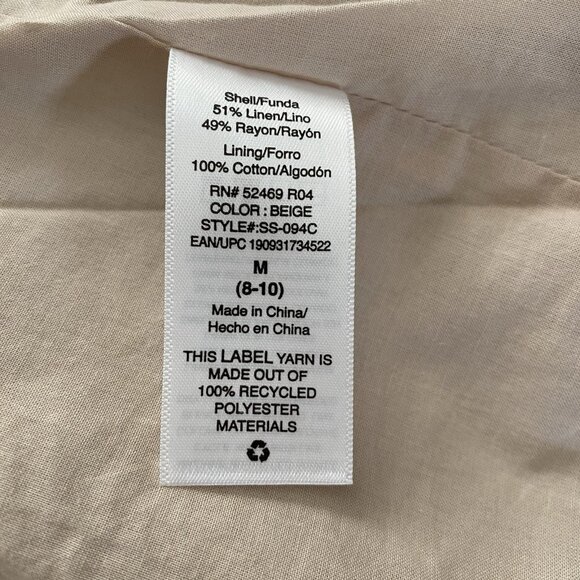 Shell/Funda
51% Linen/Lino
49% Rayon/Rayón
Lining/Forro
100% Cotton/Algodón
RN# 52469 R04
COLOR : BEIGE
STYLE#:SS-094C
EAN/UPC 190931734522
M
(8-10)
Made in China/
Hecho en China
THIS LABEL YARN IS
MADE OUT OF
100% RECYCLED
POLYESTER
MATERIALS